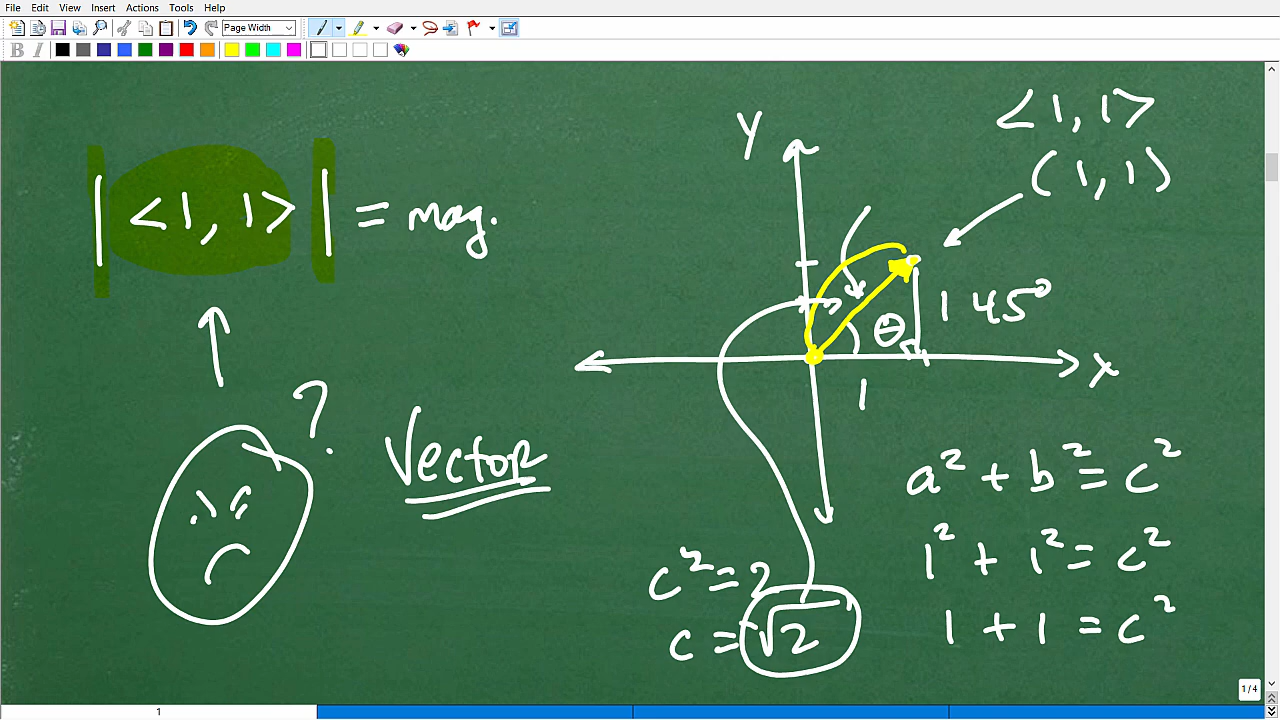 File Edit View Insert Actions Tools Help
Page Width
B I
| <1, 1> | = mag.
?
Vector
Y
<1, 1>
(1, 1)
1 45°
θ
X
1
a² + b² = c²
1² + 1² = c²
1 + 1 = c²
c² = 2
c = √2
1/4
1